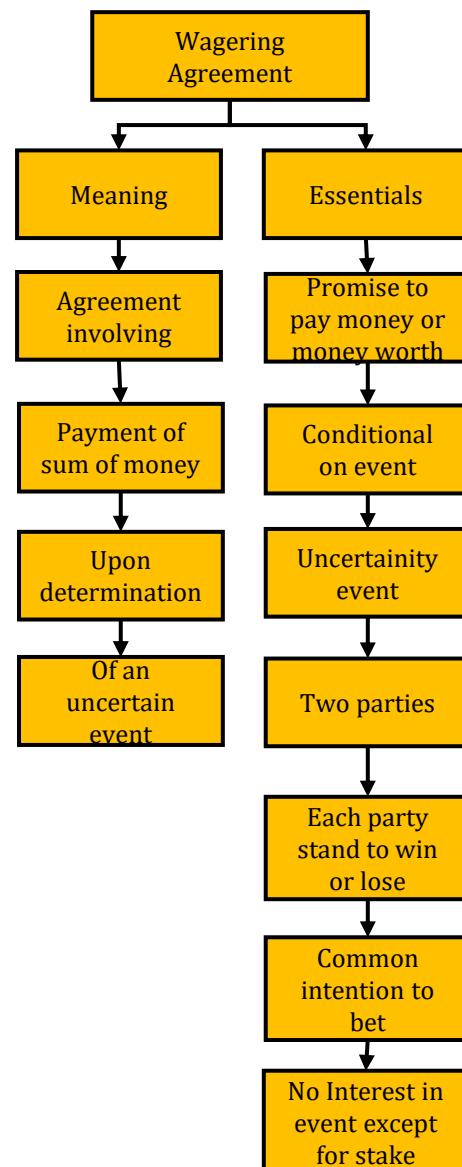 Wagering
Agreement
Meaning
Essentials
Agreement
involving
Promise to
pay money or
money worth
Payment of
sum of money
Conditional
on event
Upon
determination
Uncertainity
event
Of an
uncertain
event
Two parties
Each party
stand to win
or lose
Common
intention to
bet
No Interest in
event except
for stake